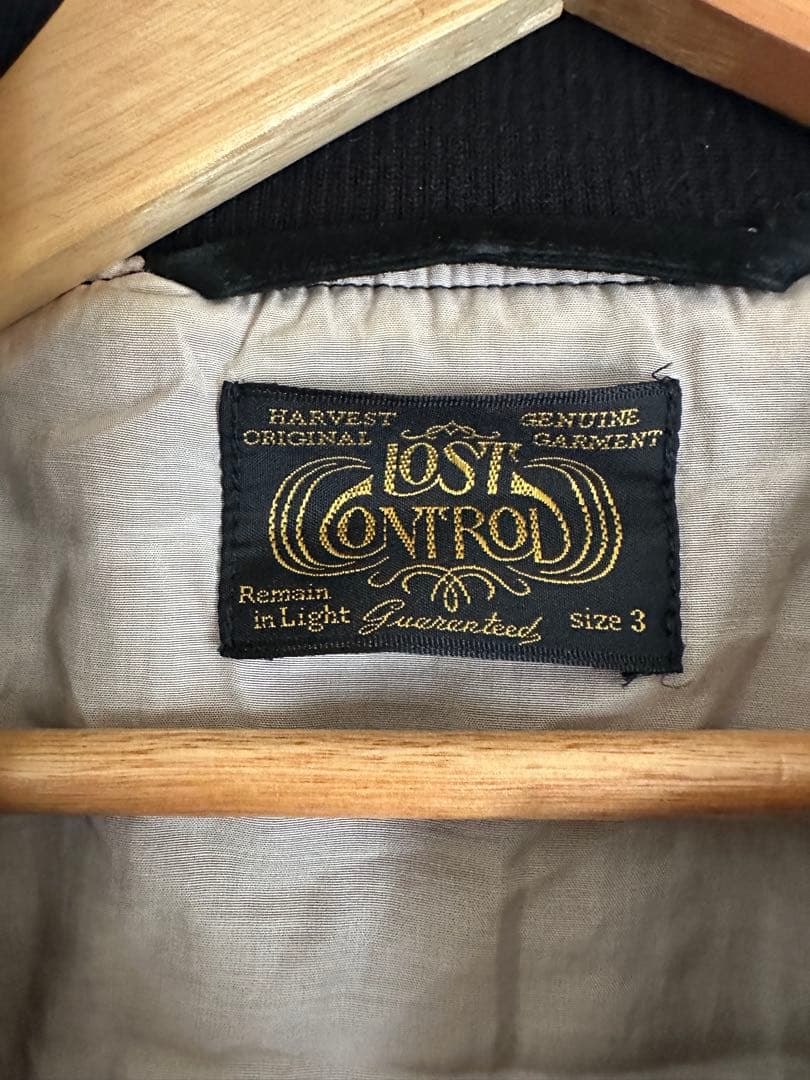 HARVEST
ORIGINAL
GENUINE
GARMENT
LOST
CONTROL
Remain
in Light
Guaranteed
size 3